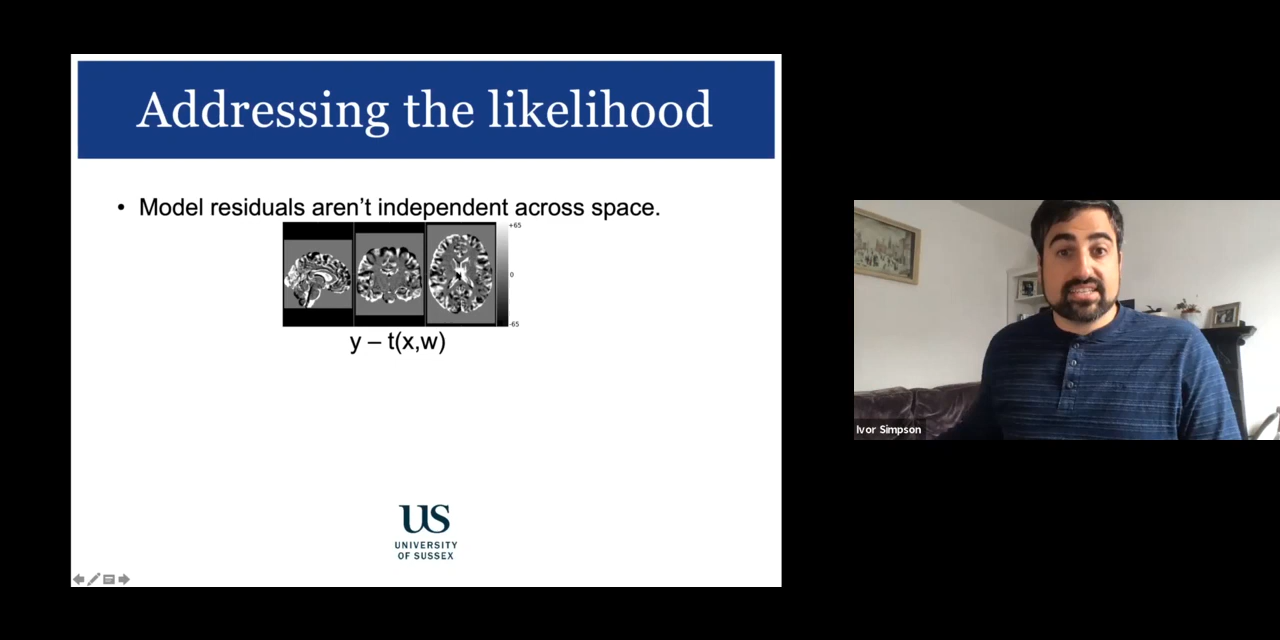 Addressing the likelihood
• Model residuals aren’t independent across space.
+65
0
-65
y – t(x,w)
US
UNIVERSITY
OF SUSSEX
Ivor Simpson